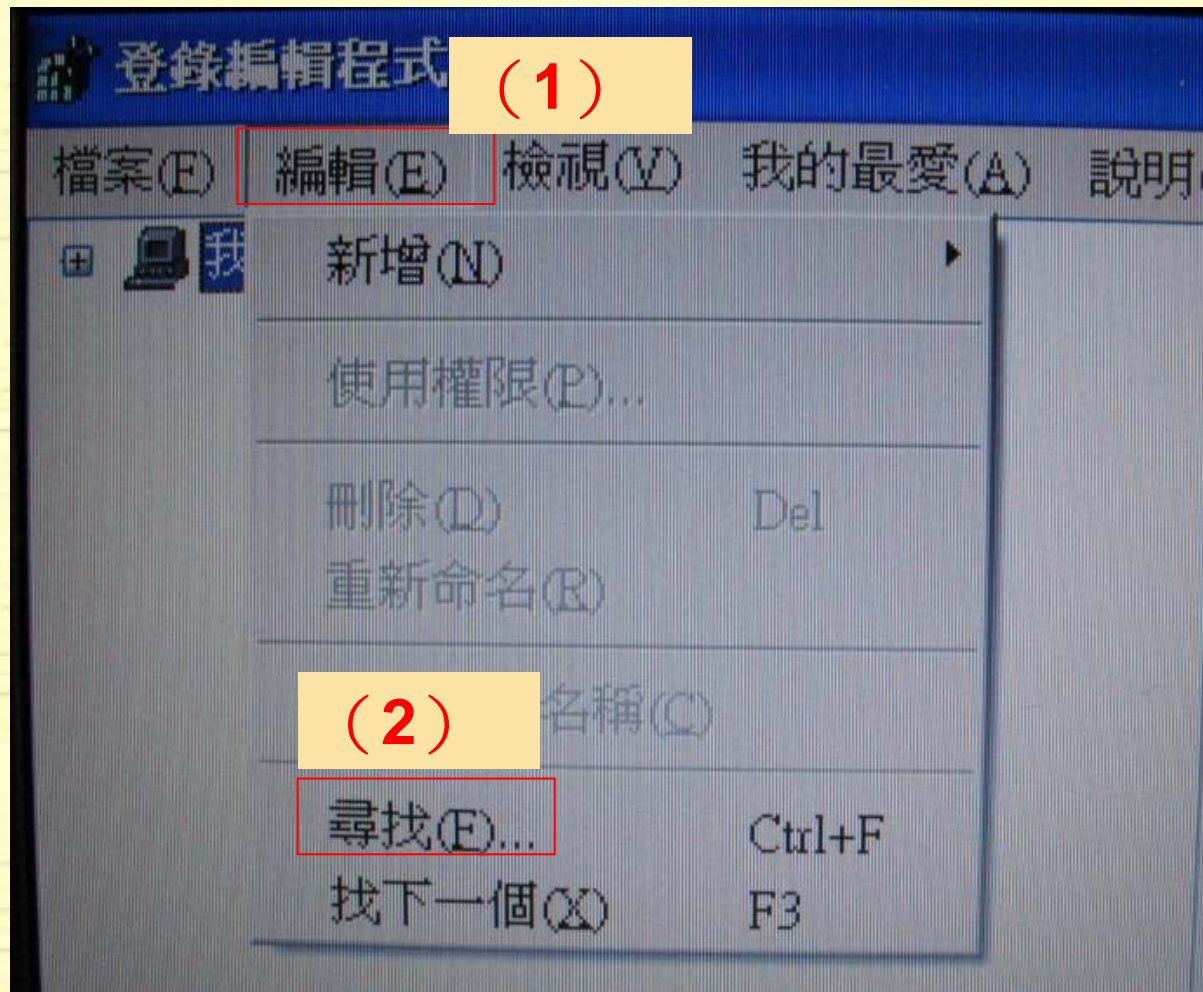 登錄編輯程式
（1）
檔案(F) 編輯(E) 檢視(V) 我的最愛(A) 說明
我
新增(N)
使用權限(P)...
刪除(D) Del
重新命名(R)
（2）
名稱(C)
尋找(F)... Ctrl+F
找下一個(X) F3